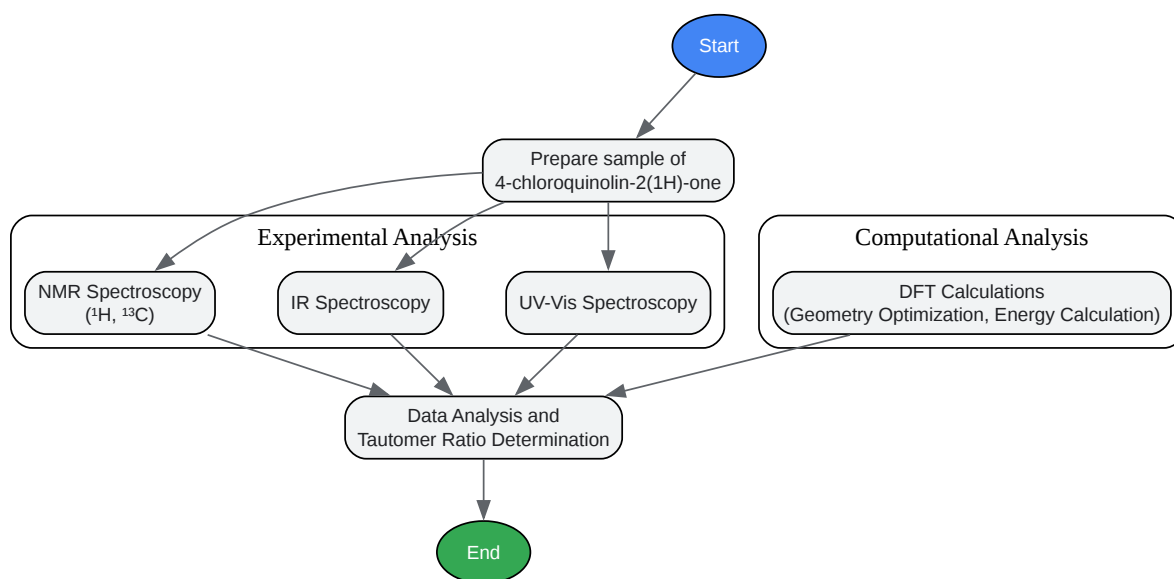 Start
Prepare sample of
4-chloroquinolin-2(1H)-one
Experimental Analysis
Computational Analysis
NMR Spectroscopy
(¹H, ¹³C)
IR Spectroscopy
UV-Vis Spectroscopy
DFT Calculations
(Geometry Optimization, Energy Calculation)
Data Analysis and
Tautomer Ratio Determination
End